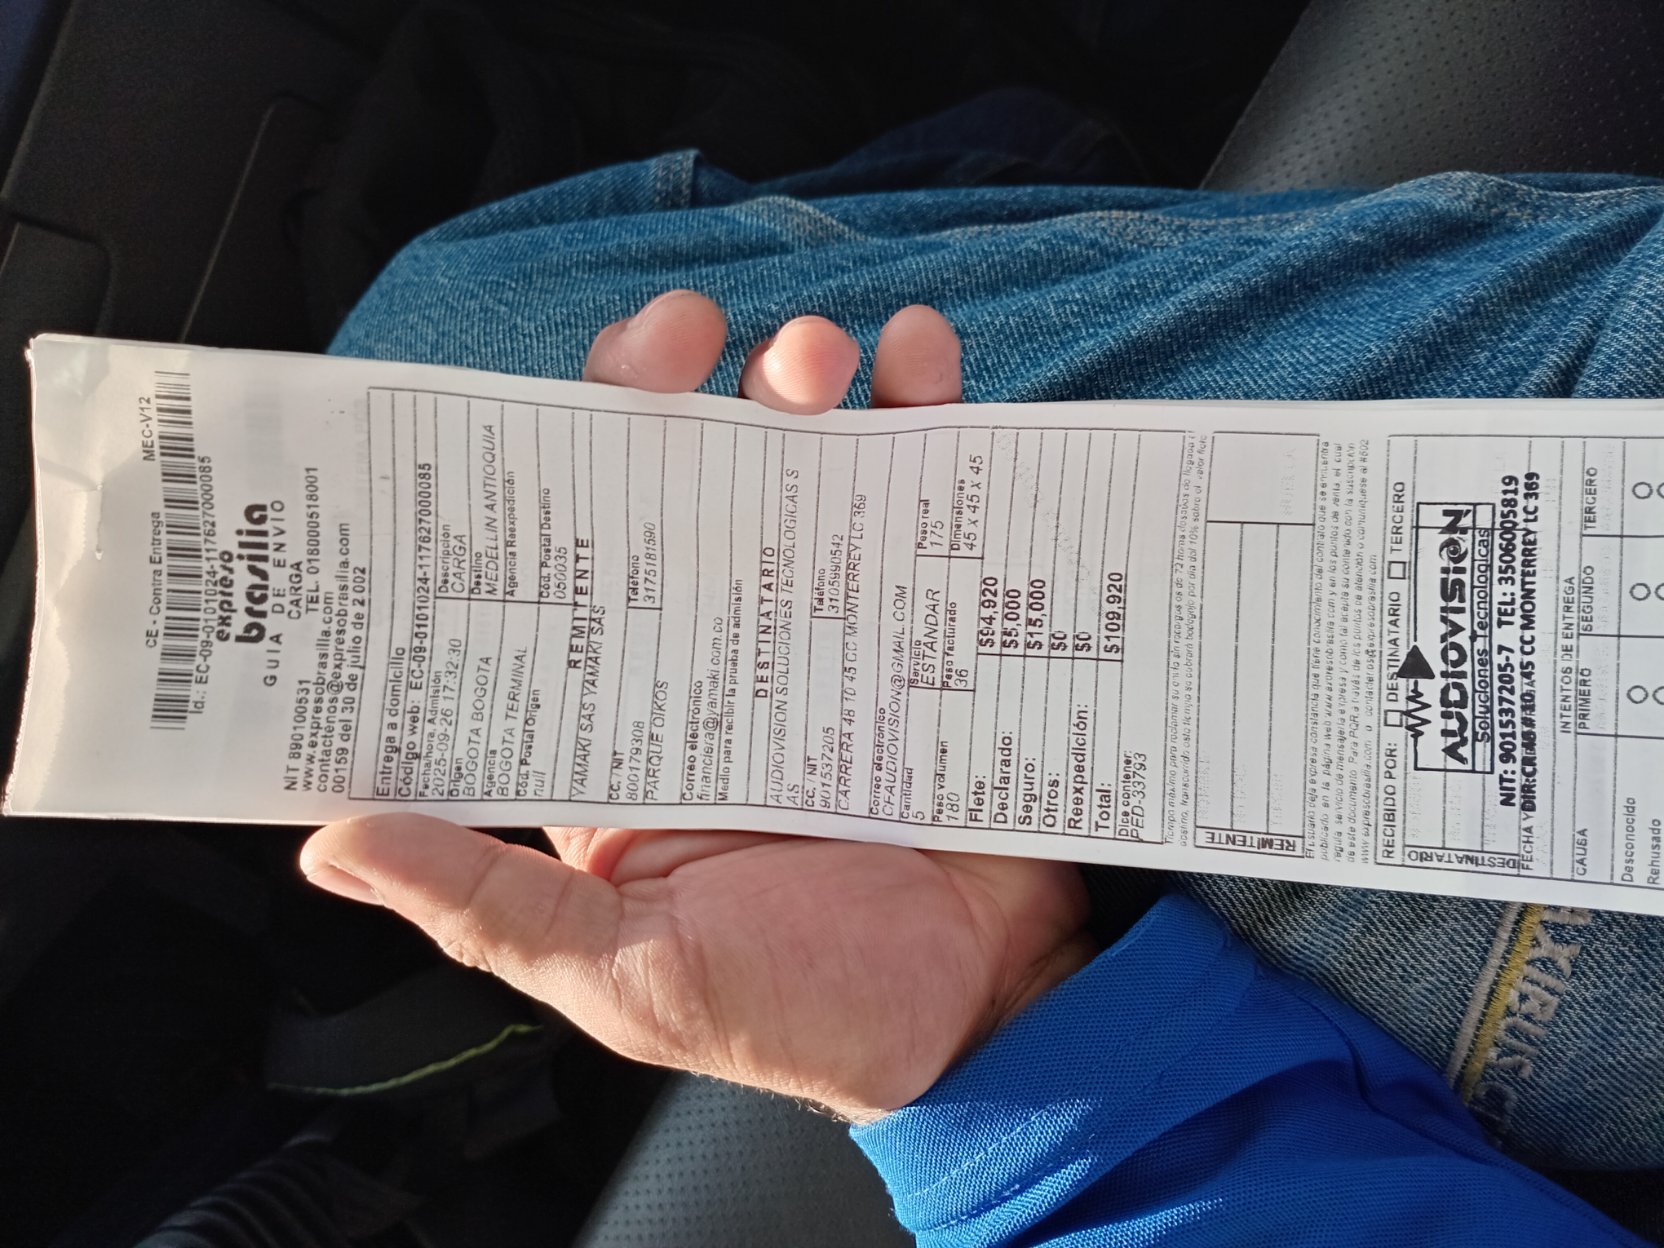 CE - Contra Entrega MEC-V12
Id.: EC-09-0101024-1176270000085
expreso
brasilia
GUIA DE ENVIO
CARGA
NIT 890100531 TEL. 018000518001
www.expresobrasilia.com
contactenos@expresobrasilia.com
00159 del 30 de julio de 2002
Entrega a domicilio
Código web: EC-09-0101024-1176270000085
Fecha/hora, Admisión Descripción
2025-09-26 17:32:30 CARGA
Origen Destino
BOGOTA BOGOTA MEDELLIN ANTIOQUIA
Agencia Agencia Reexpedición
BOGOTA TERMINAL
Cód. Postal Origen Cód. Postal Destino
null 050035
REMITENTE
YAMAKI SAS YAMAKI SAS
CC / NIT Teléfono
800179308 3175181590
PARQUE OIKOS
Correo electrónico
financiera@yamaki.com.co
Medio para recibir la prueba de admisión
DESTINATARIO
AUDIOVISION SOLUCIONES TECNOLOGICAS S
AS
CC / NIT Teléfono
901537205 3105990542
CARRERA 48 10 45 CC MONTERREY LC 369
Correo electrónico
CFAUDIOVISION@GMAIL.COM
Cantidad Servicio Peso real
5 ESTANDAR 175
Peso volumen Peso facturado Dimensiones
180 36 45 x 45 x 45
Flete: $94,920
Declarado: $5,000
Seguro: $15,000
Otros: $0
Reexpedición: $0
Total: $109,920
Dice contener:
PED-33793
REMITENTE
RECIBIDO POR: DESTINATARIO TERCERO
DESTINATARIO
AUDIOVISION
Soluciones Tecnologicas
NIT: 901537205-7 TEL: 3506005819
FECHA Y
45 CC MONTERREY LC 369
INTENTOS DE ENTREGA
CAUSA PRIMERO SEGUNDO TERCERO
Desconocido
Rehusado